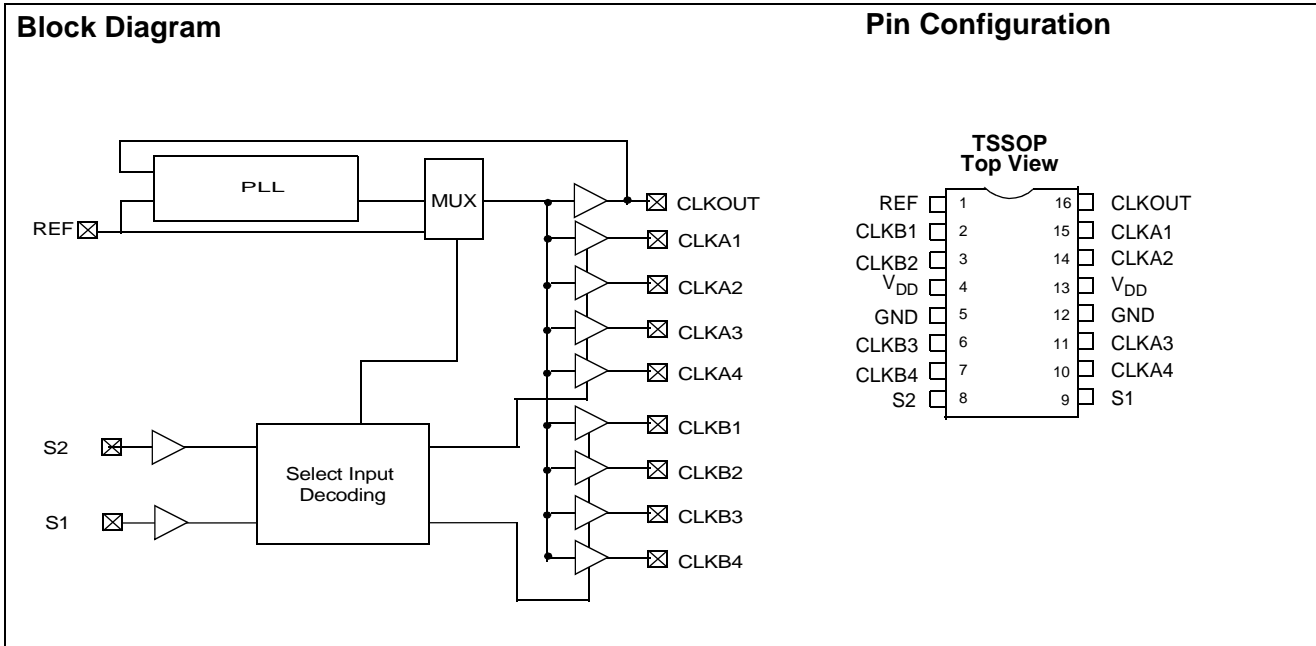 Block Diagram
PLL
MUX
REF
CLKOUT
CLKA1
CLKA2
CLKA3
CLKA4
S2
S1
Select Input
Decoding
CLKB1
CLKB2
CLKB3
CLKB4
Pin Configuration
TSSOP
Top View
REF 1 16 CLKOUT
CLKB1 2 15 CLKA1
CLKB2 3 14 CLKA2
VDD 4 13 VDD
GND 5 12 GND
CLKB3 6 11 CLKA3
CLKB4 7 10 CLKA4
S2 8 9 S1